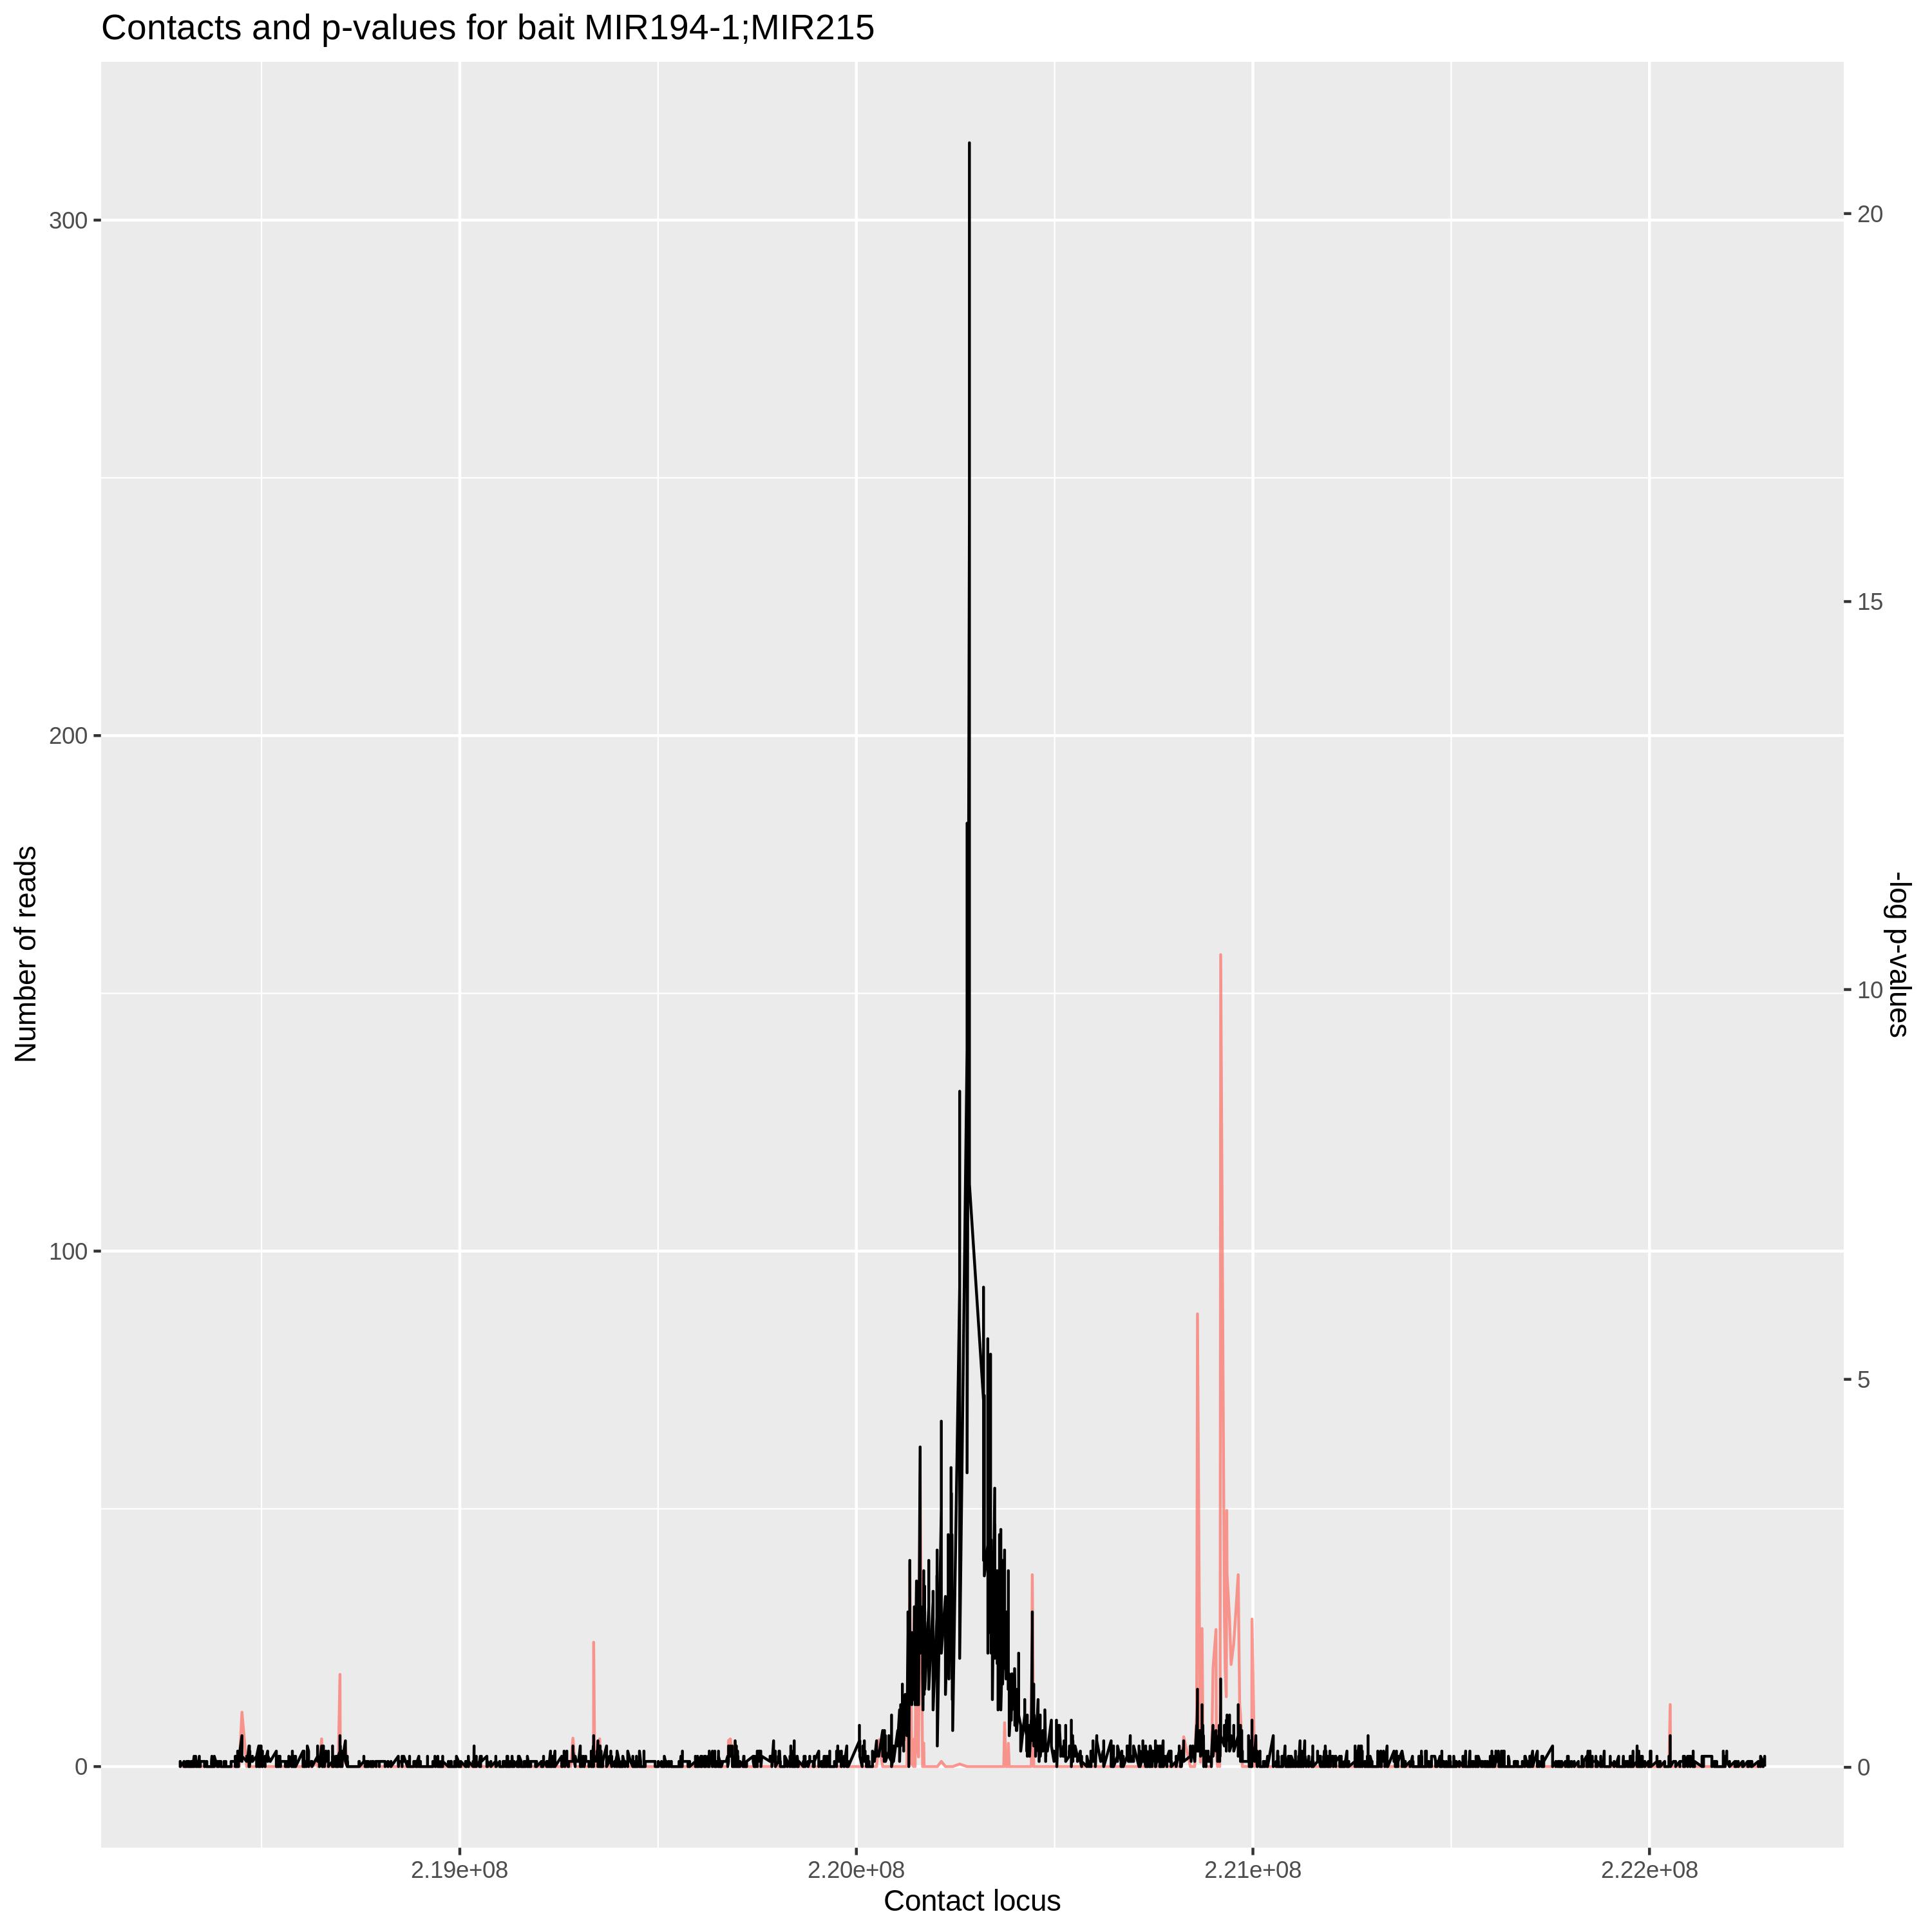 Contacts and p-values for bait MIR194-1;MIR215
300
200
100
0
Number of reads
20
15
10
5
0
-log p-values
2.19e+08
2.20e+08
2.21e+08
2.22e+08
Contact locus